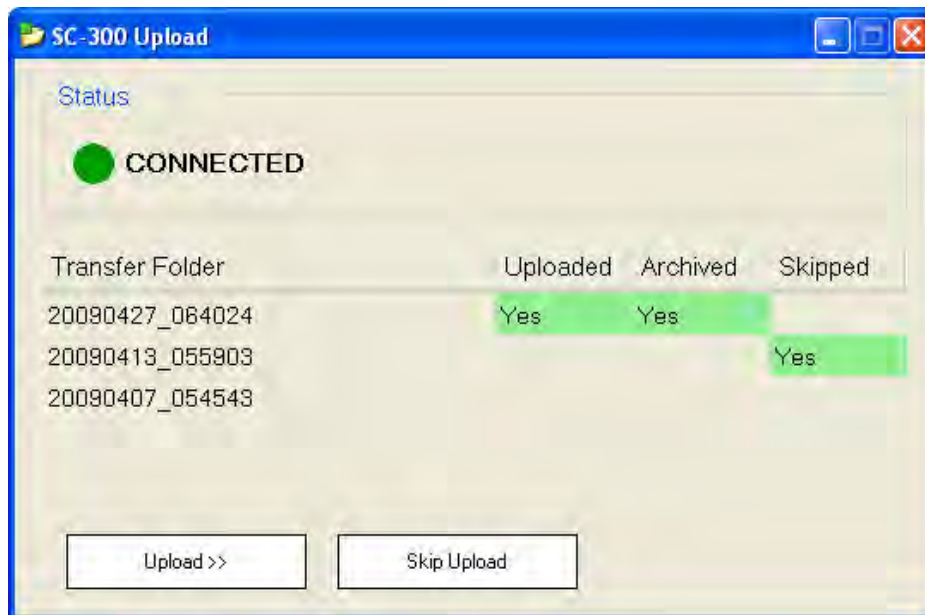 SC-300 Upload
Status
CONNECTED
Transfer Folder Uploaded Archived Skipped
20090427_064024 Yes Yes
20090413_055903 Yes
20090407_054543
Upload >> Skip Upload